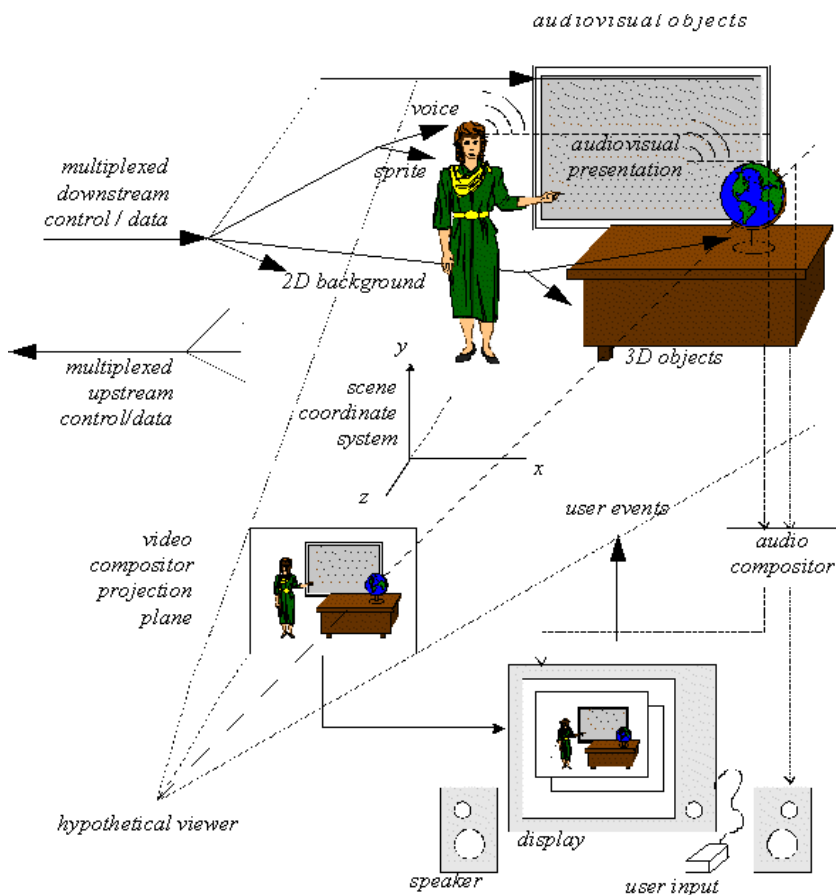 audiovisual objects
voice
sprite
audiovisual
presentation
multiplexed
downstream
control / data
2D background
3D objects
multiplexed
upstream
control/data
y
scene
coordinate
system
x
z
user events
audio
compositor
video
compositor
projection
plane
hypothetical viewer
display
speaker
user input